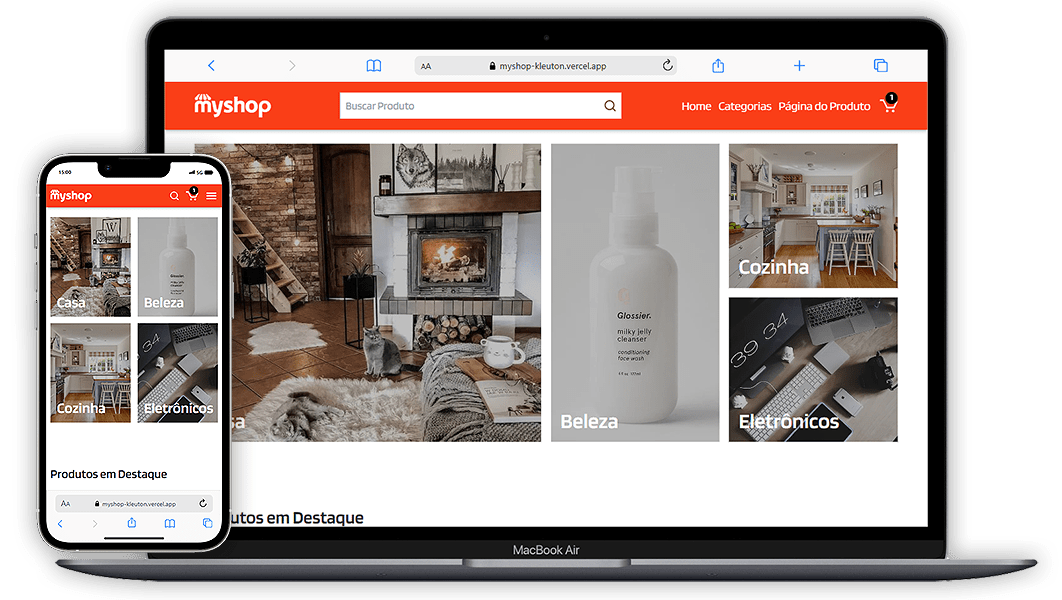 AA
myshop-kleuton.vercel.app
myshop
Buscar Produto
Home
Categorias
Página do Produto
1
Glossier.
milky jelly
cleanser
conditioning
face wash
Beleza
Cozinha
39 34
Eletrônicos
sa
utos em Destaque
MacBook Air
15:00
5G
myshop
1
W
Casa
Glossier.
Beleza
Cozinha
34
Eletrônicos
Produtos em Destaque
AA
myshop-kleuton.vercel.app